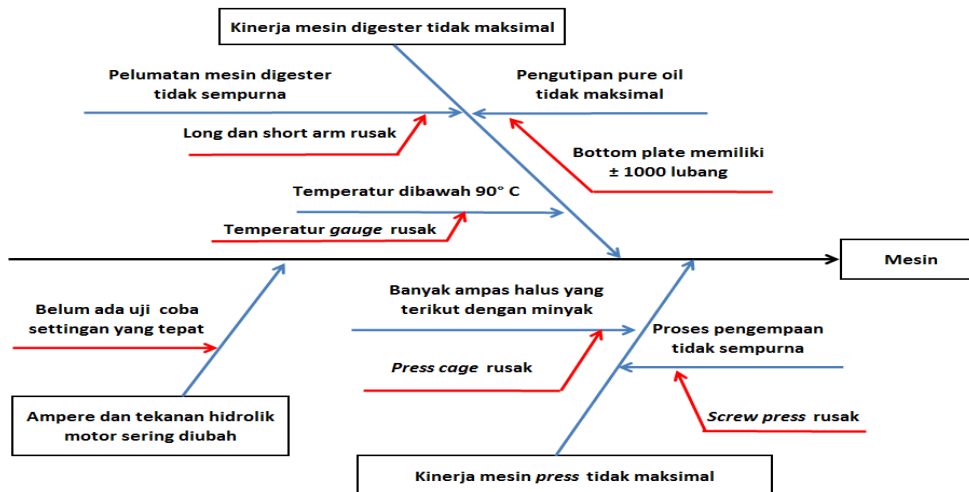 Kinerja mesin digester tidak maksimal
Pelumatan mesin digester
tidak sempurna
Pengutipan pure oil
tidak maksimal
Long dan short arm rusak
Bottom plate memiliki
± 1000 lubang
Temperatur dibawah 90° C
Temperatur gauge rusak
Mesin
Belum ada uji coba
settingan yang tepat
Banyak ampas halus yang
terikut dengan minyak
Proses pengempaan
tidak sempurna
Press cage rusak
Screw press rusak
Ampere dan tekanan hidrolik
motor sering diubah
Kinerja mesin press tidak maksimal